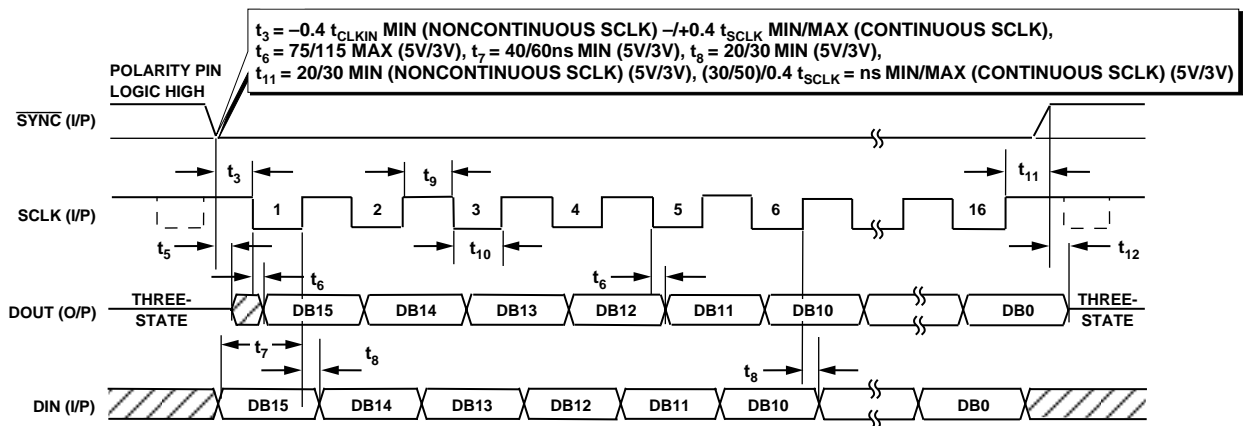 t3 = –0.4 tCLKIN MIN (NONCONTINUOUS SCLK) –/+0.4 tSCLK MIN/MAX (CONTINUOUS SCLK),
t6 = 75/115 MAX (5V/3V), t7 = 40/60ns MIN (5V/3V), t8 = 20/30 MIN (5V/3V),
t11 = 20/30 MIN (NONCONTINUOUS SCLK) (5V/3V), (30/50)/0.4 tSCLK = ns MIN/MAX (CONTINUOUS SCLK) (5V/3V)
POLARITY PIN
LOGIC HIGH
SYNC (I/P)
t3
t9
t11
SCLK (I/P)
1
2
3
4
5
6
16
t5
t10
t12
t6
t6
THREE-
STATE
DOUT (O/P)
DB15
DB14
DB13
DB12
DB11
DB10
DB0
THREE-
STATE
t7
t8
t8
DIN (I/P)
DB15
DB14
DB13
DB12
DB11
DB10
DB0